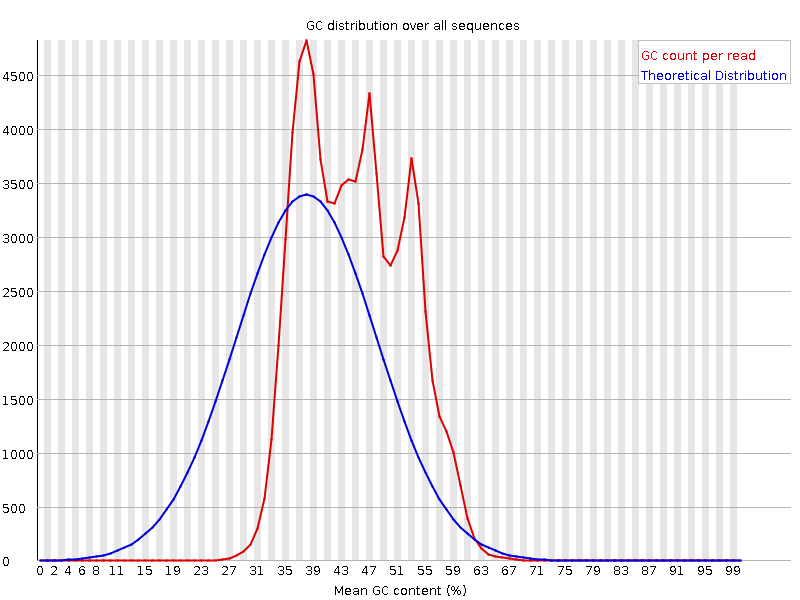 GC distribution over all sequences
GC count per read
Theoretical Distribution
4500
4000
3500
3000
2500
2000
1500
1000
500
0
0 2 4 6 8 11 15 19 23 27 31 35 39 43 47 51 55 59 63 67 71 75 79 83 87 91 95 99
Mean GC content (%)